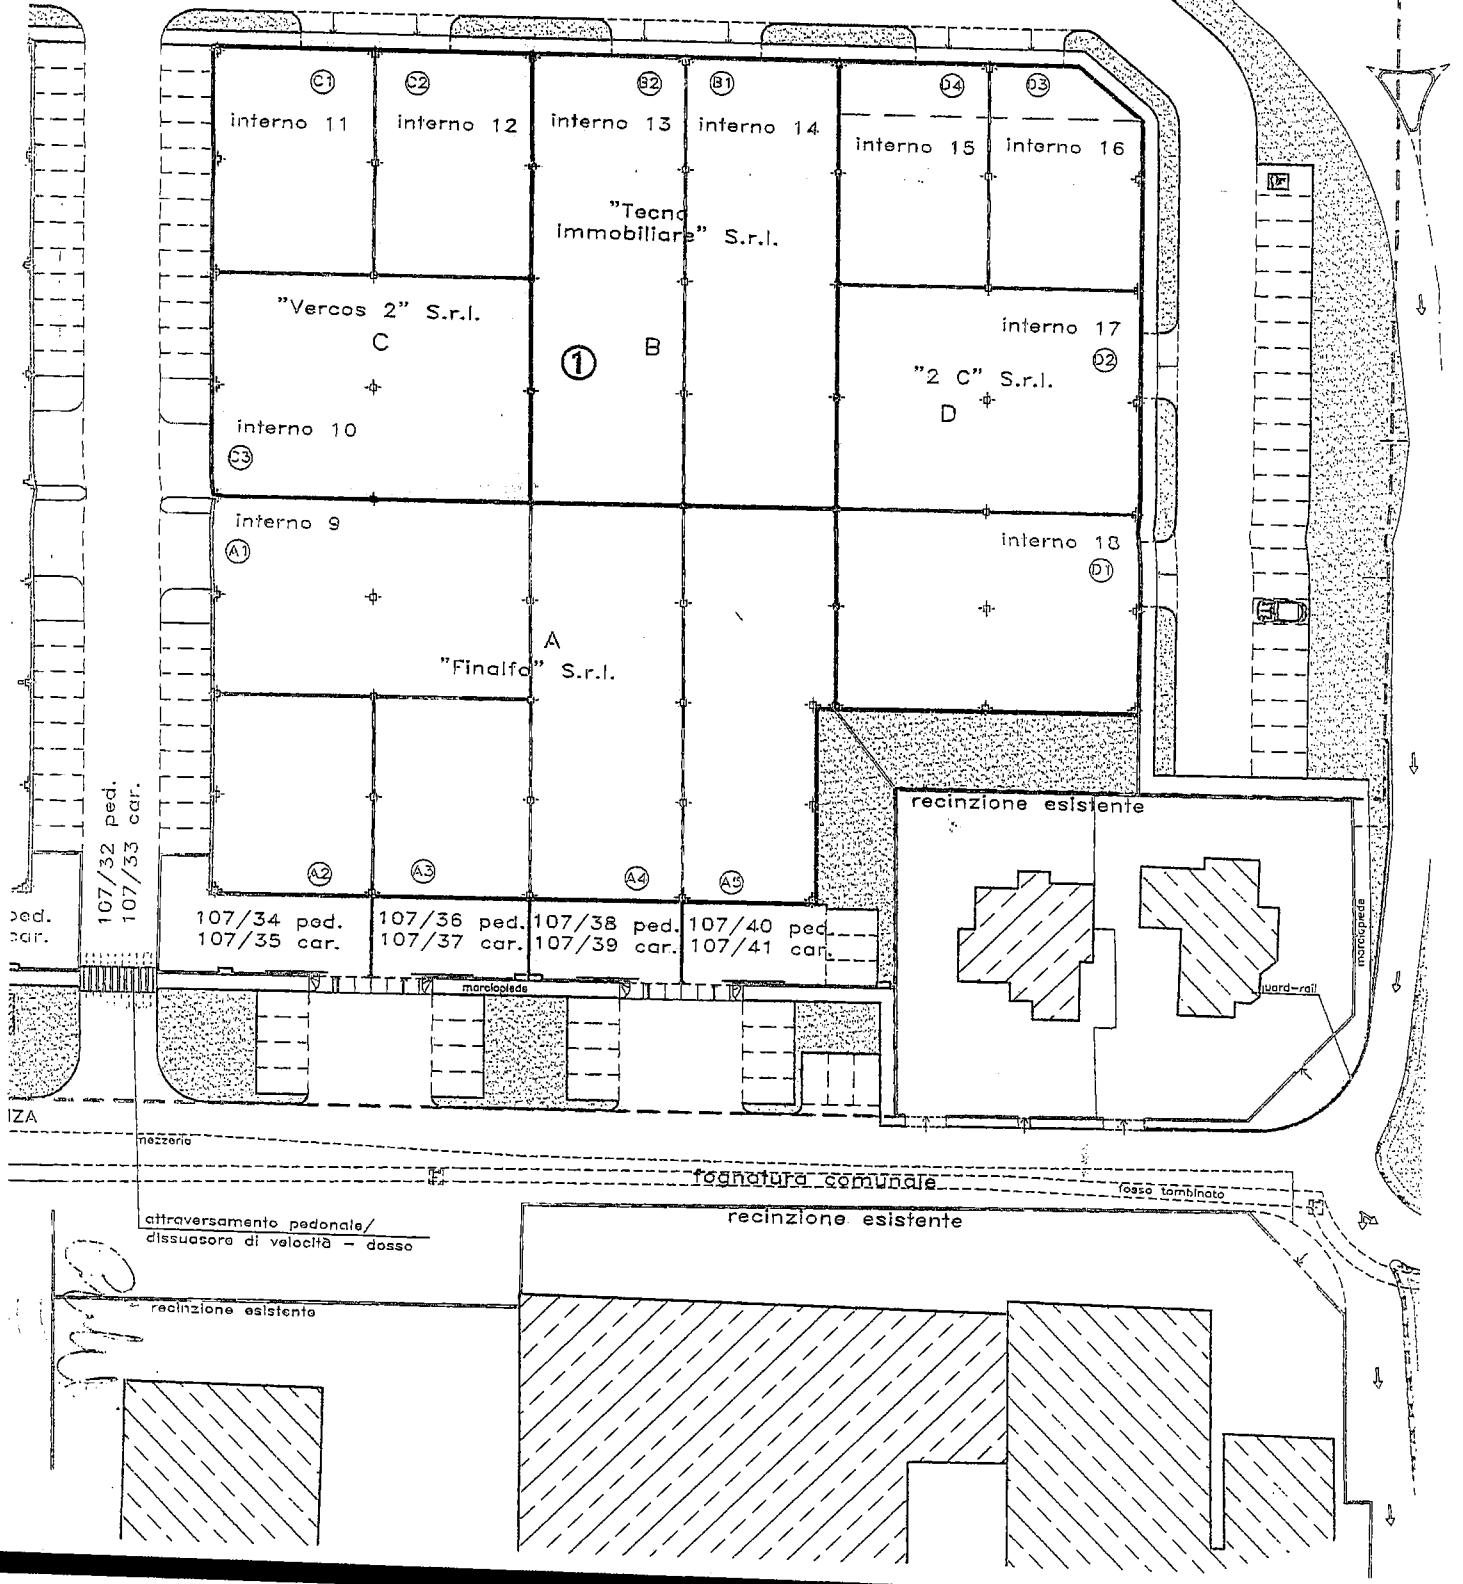 C1
C2
B2
B1
D4
D3
interno 11
interno 12
interno 13
interno 14
interno 15
interno 16
"Tecno
immobiliare" S.r.l.
"Vercos 2" S.r.l.
C
1
B
interno 17
D2
"2 C" S.r.l.
D
interno 10
C3
interno 9
A1
interno 18
D1
A
"Finalfo" S.r.l.
107/32 ped.
107/33 car.
A2
A3
A4
A5
recinzione esistente
ped.
car.
107/34 ped.
107/35 car.
107/36 ped.
107/37 car.
107/38 ped.
107/39 car.
107/40 ped.
107/41 car.
marciapiede
marciapiede
guard-rail
NZA
mezzeria
fognatura comunale
fosso tombinato
recinzione esistente
attraversamento pedonale/
dissuasore di velocità - dosso
recinzione esistente